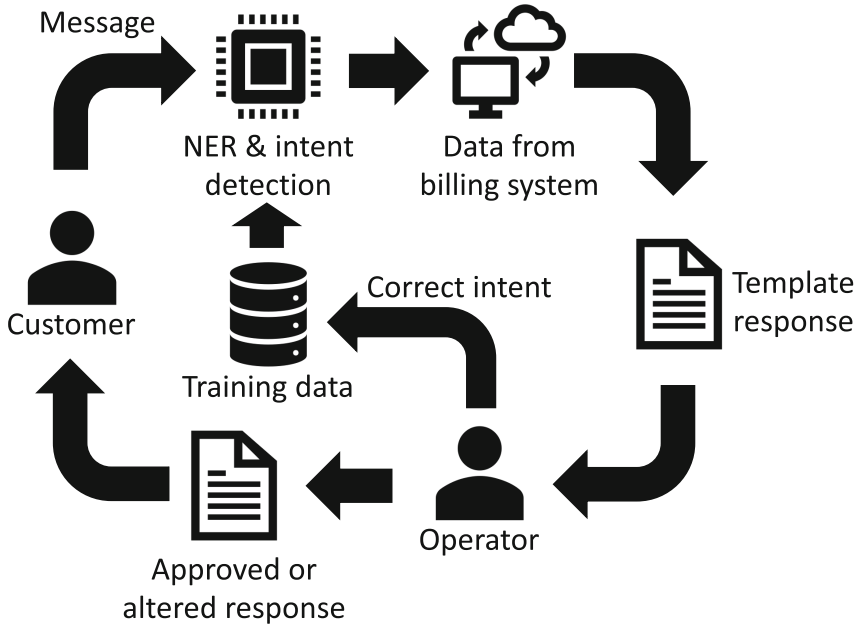 Message
NER & intent
detection
Data from
billing system
Customer
Correct intent
Template
response
Training data
Operator
Approved or
altered response